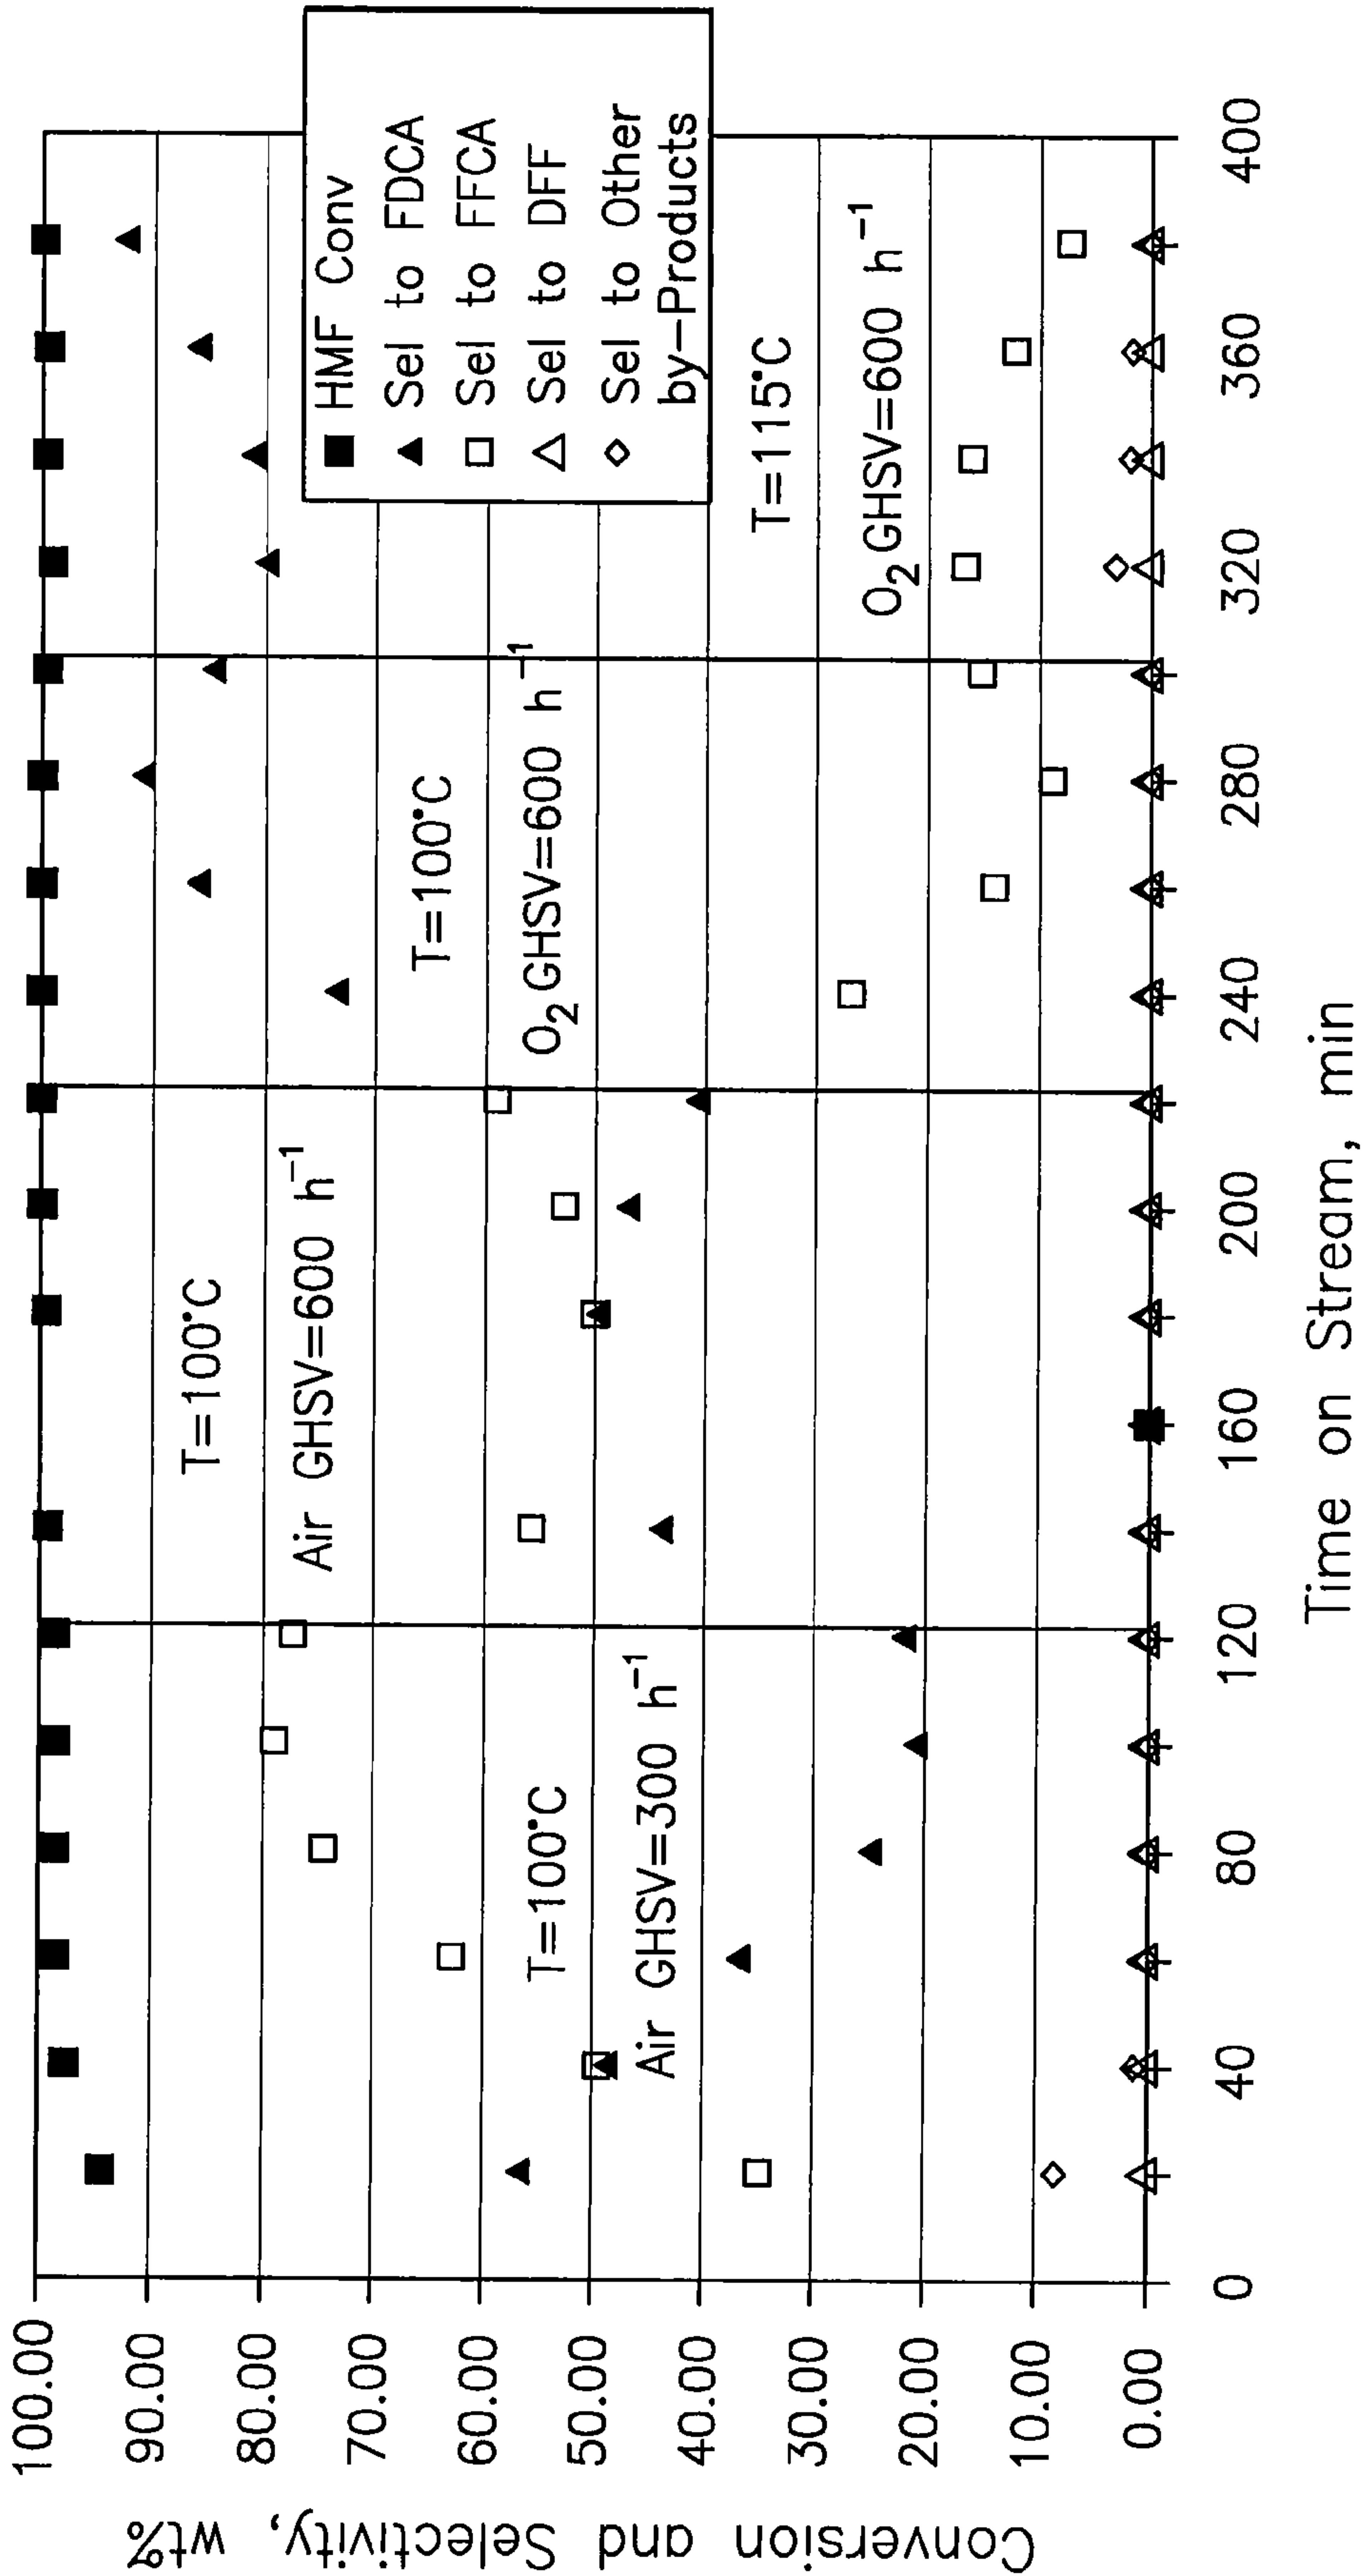 Conversion and Selectivity, wt%
100.00
90.00
80.00
70.00
60.00
50.00
40.00
30.00
20.00
10.00
0.00
0
40
80
120
160
200
240
280
320
360
400
Time on Stream, min
T=100°C
Air GHSV=300 h⁻¹
T=100°C
Air GHSV=600 h⁻¹
T=100°C
O₂ GHSV=600 h⁻¹
T=115°C
O₂ GHSV=600 h⁻¹
HMF Conv
Sel to FDCA
Sel to FFCA
Sel to DFF
Sel to Other
by-Products